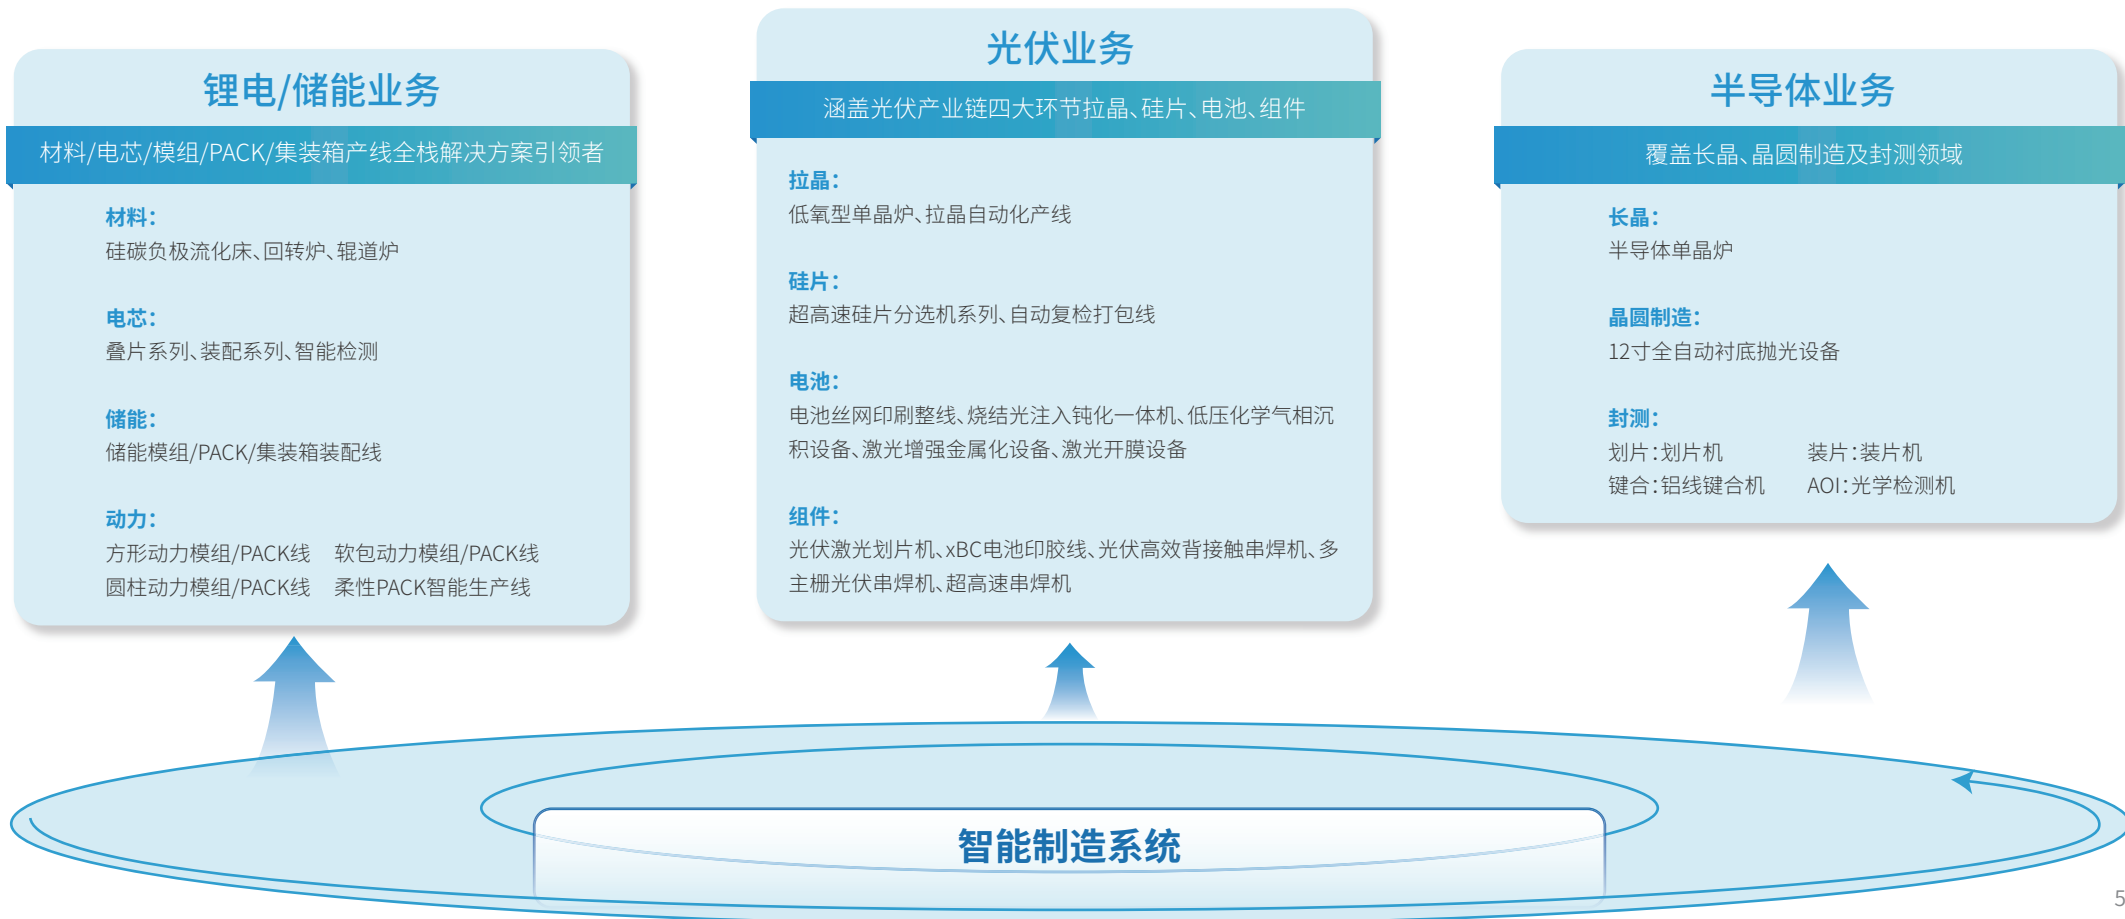 锂电/储能业务
材料/电芯/模组/PACK/集装箱产线全栈解决方案引领者
材料：
硅碳负极流化床、回转炉、辊道炉
电芯：
叠片系列、装配系列、智能检测
储能：
储能模组/PACK/集装箱装配线
动力：
方形动力模组/PACK线 软包动力模组/PACK线
圆柱动力模组/PACK线 柔性PACK智能生产线
光伏业务
涵盖光伏产业链四大环节拉晶、硅片、电池、组件
拉晶：
低氧型单晶炉、拉晶自动化产线
硅片：
超高速硅片分选机系列、自动复检打包线
电池：
电池丝网印刷整线、烧结光注入钝化一体机、低压化学气相沉
积设备、激光增强金属化设备、激光开膜设备
组件：
光伏激光划片机、xBC电池印胶线、光伏高效背接触串焊机、多
主栅光伏串焊机、超高速串焊机
半导体业务
覆盖长晶、晶圆制造及封测领域
长晶：
半导体单晶炉
晶圆制造：
12寸全自动衬底抛光设备
封测：
划片：划片机 装片：装片机
键合：铝线键合机 AOI：光学检测机
智能制造系统
5